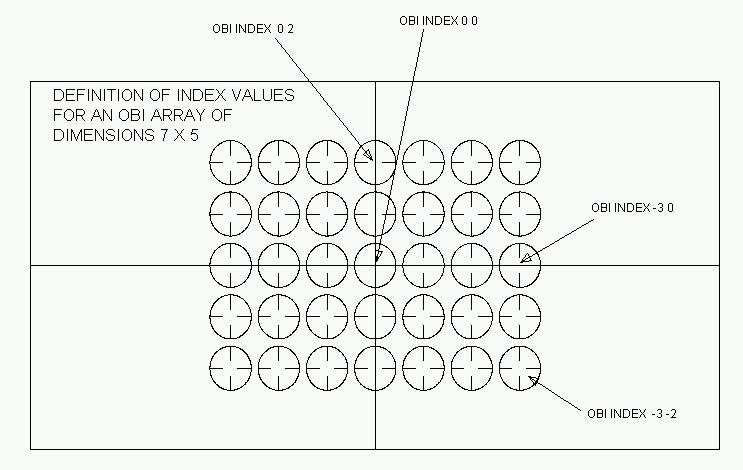 OBI INDEX 0 2
OBI INDEX 0 0
DEFINITION OF INDEX VALUES
FOR AN OBI ARRAY OF
DIMENSIONS 7 X 5
OBI INDEX -3 0
OBI INDEX -3 -2